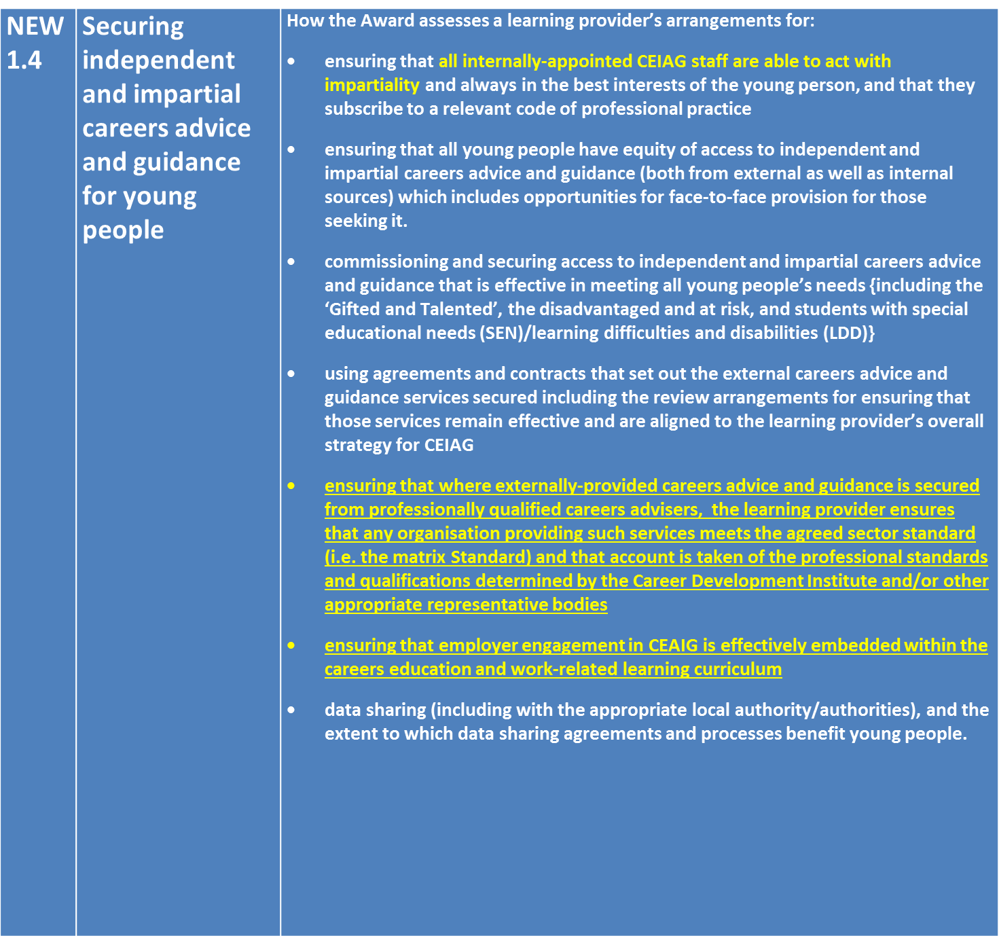 NEW
1.4
Securing
independent
and impartial
careers advice
and guidance
for young
people
How the Award assesses a learning provider’s arrangements for:
• ensuring that all internally-appointed CEIAG staff are able to act with
impartiality and always in the best interests of the young person, and that they
subscribe to a relevant code of professional practice
• ensuring that all young people have equity of access to independent and
impartial careers advice and guidance (both from external as well as internal
sources) which includes opportunities for face-to-face provision for those
seeking it.
• commissioning and securing access to independent and impartial careers advice
and guidance that is effective in meeting all young people’s needs {including the
‘Gifted and Talented’, the disadvantaged and at risk, and students with special
educational needs (SEN)/learning difficulties and disabilities (LDD)}
• using agreements and contracts that set out the external careers advice and
guidance services secured including the review arrangements for ensuring that
those services remain effective and are aligned to the learning provider’s overall
strategy for CEIAG
• ensuring that where externally-provided careers advice and guidance is secured
from professionally qualified careers advisers, the learning provider ensures
that any organisation providing such services meets the agreed sector standard
(i.e. the matrix Standard) and that account is taken of the professional standards
and qualifications determined by the Career Development Institute and/or other
appropriate representative bodies
• ensuring that employer engagement in CEAIG is effectively embedded within the
careers education and work-related learning curriculum
• data sharing (including with the appropriate local authority/authorities), and the
extent to which data sharing agreements and processes benefit young people.